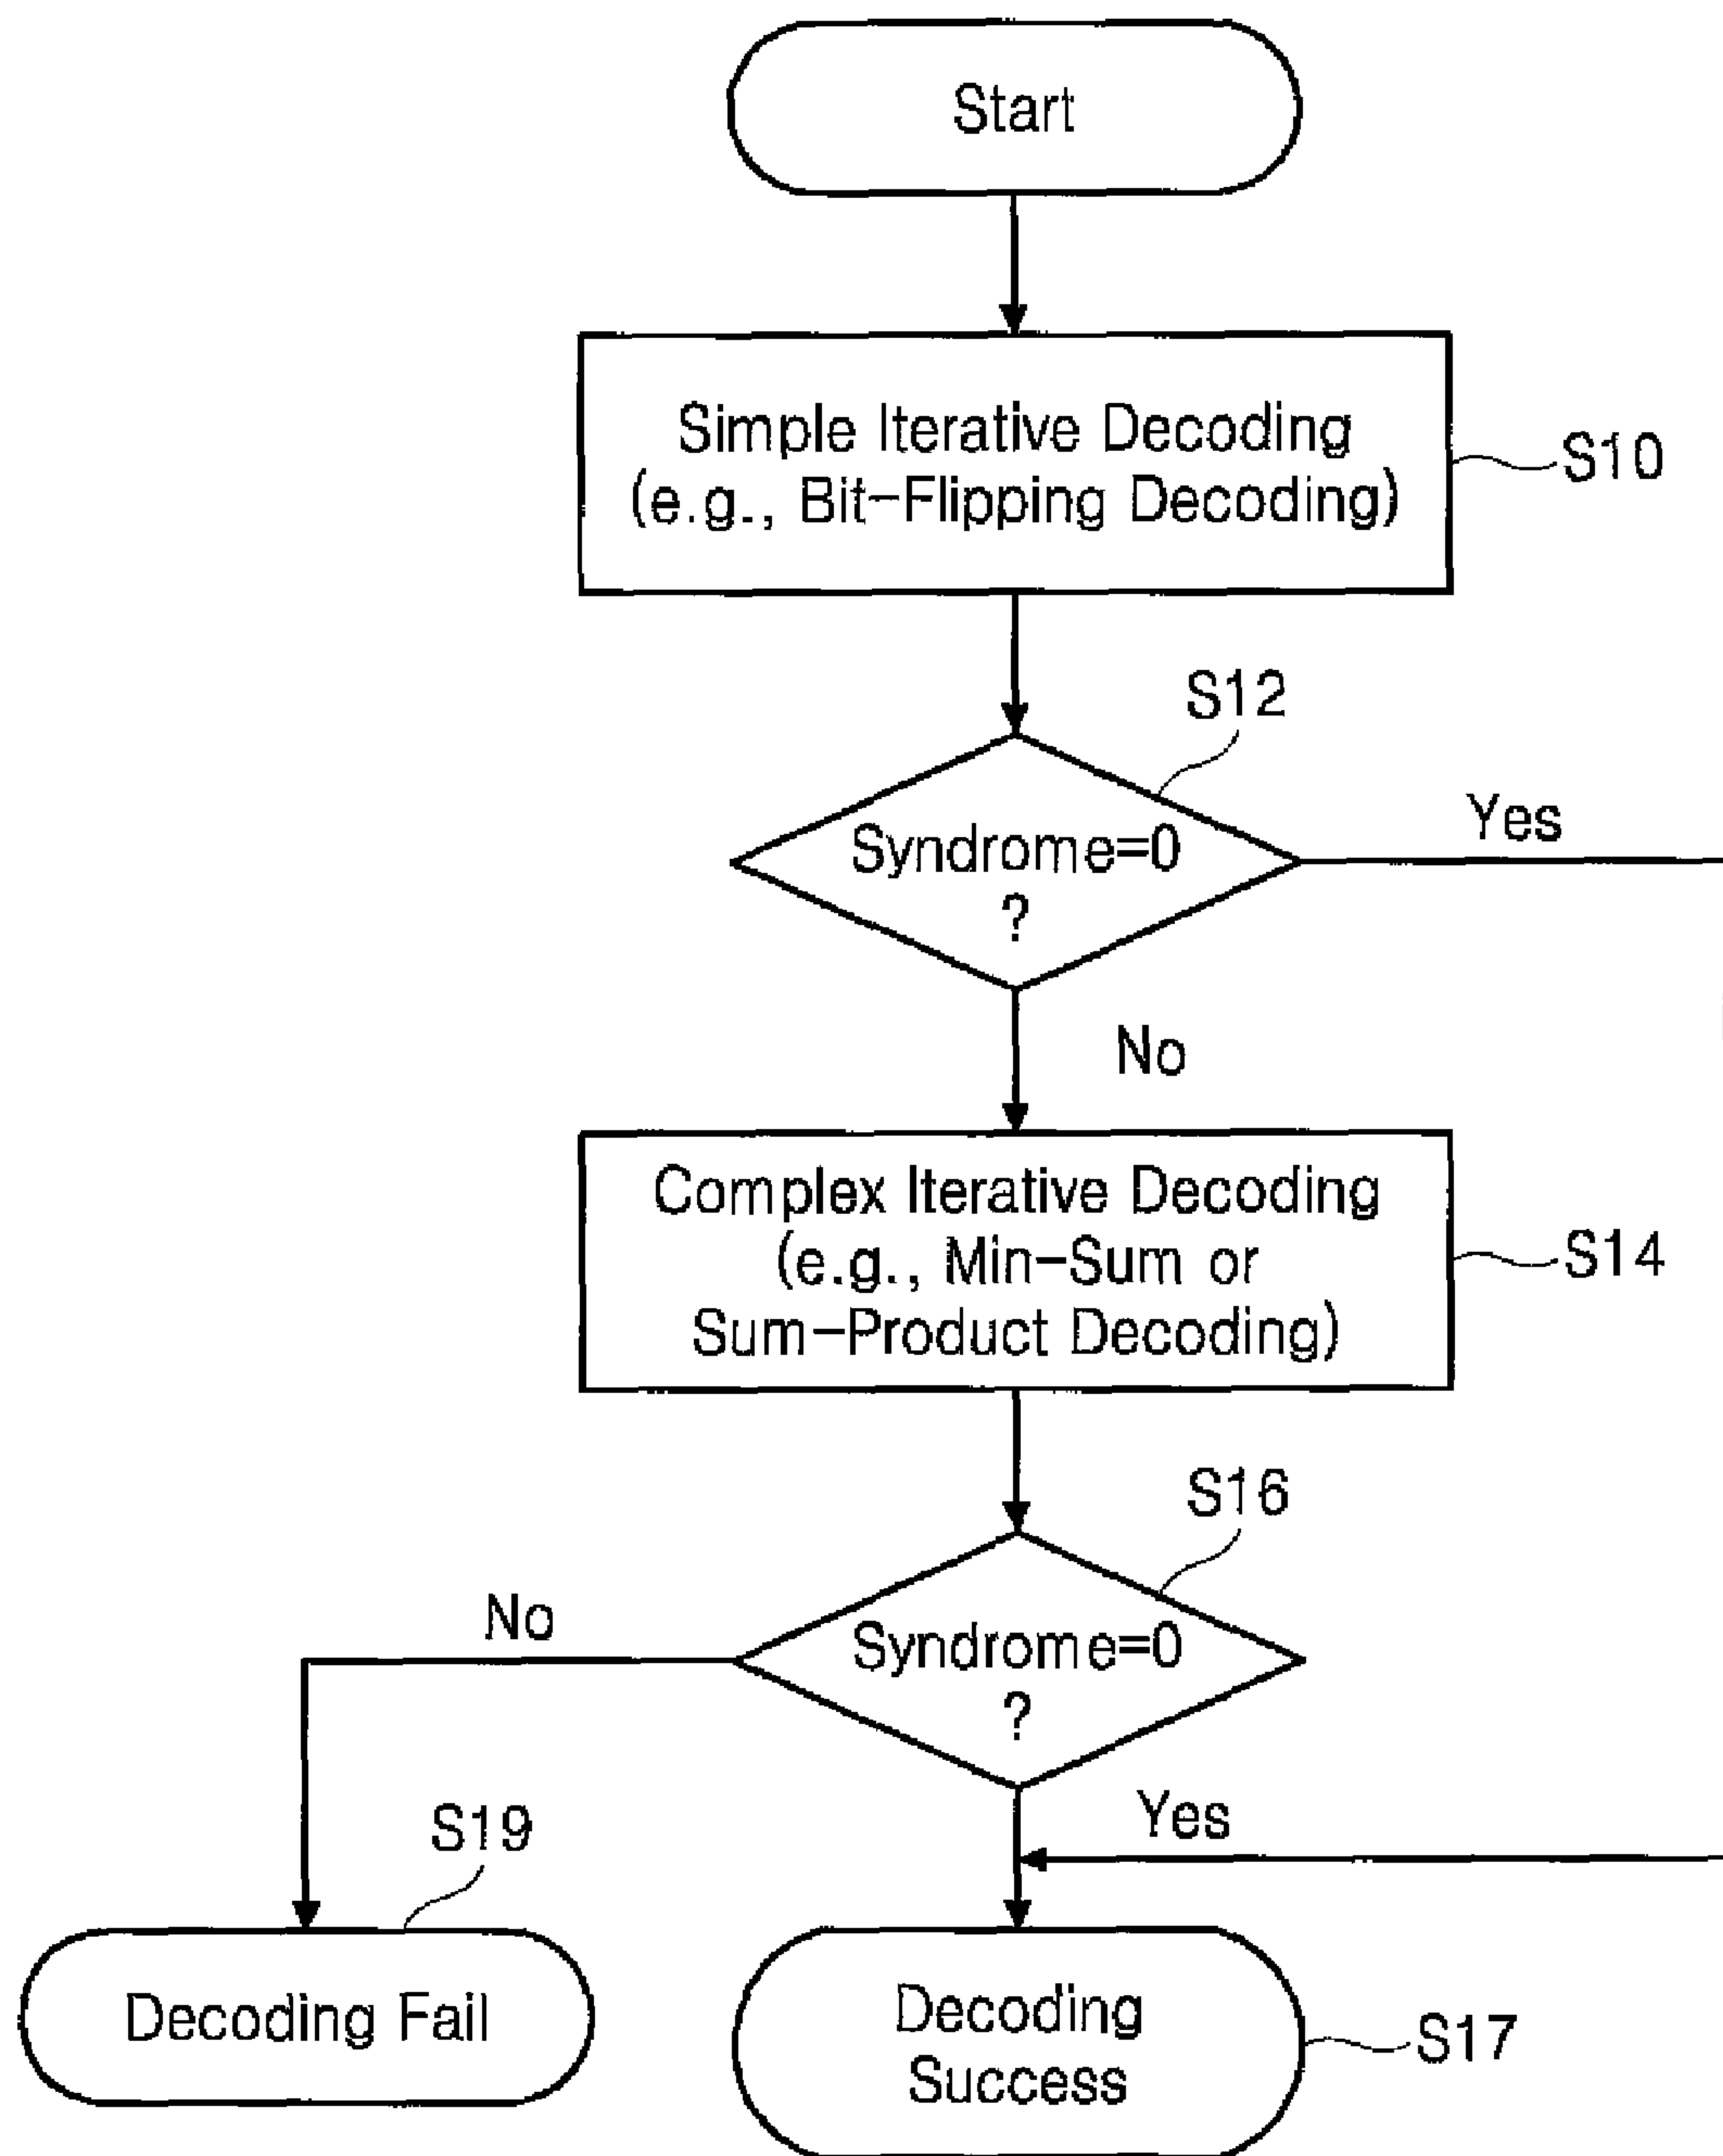 Start
Simple Iterative Decoding
(e.g., Bit-Flipping Decoding)
S10
S12
Syndrome=0
?
Yes
No
Complex Iterative Decoding
(e.g., Min-Sum or
Sum-Product Decoding)
S14
S16
Syndrome=0
?
No
Yes
S19
Decoding Fail
Decoding
Success
S17